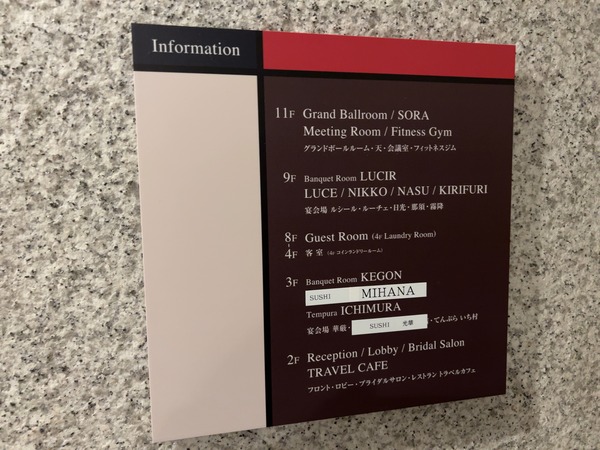 Information
11F Grand Ballroom / SORA
Meeting Room / Fitness Gym
グランドボールルーム・天・会議室・フィットネスジム
9F Banquet Room LUCIR
LUCE / NIKKO / NASU / KIRIFURI
宴会場 ルシール・ルーチェ・日光・那須・霧降
8F Guest Room (4F Laundry Room)
4F 客室 (4F コインランドリールーム)
3F Banquet Room KEGON
SUSHI MIHANA
Tempura ICHIMURA
宴会場 華厳・ SUSHI 光華 ・てんぷら いち村
2F Reception / Lobby / Bridal Salon
TRAVEL CAFE
フロント・ロビー・ブライダルサロン・レストラン トラベルカフェ